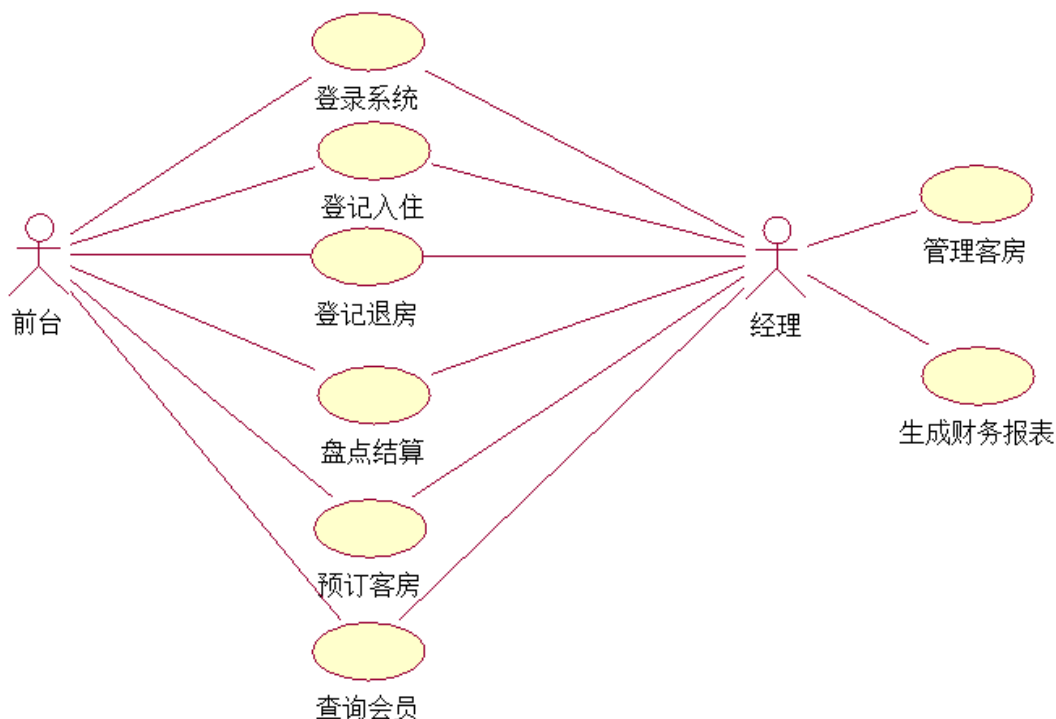 登录系统
登记入住
管理客房
登记退房
前台
经理
生成财务报表
盘点结算
预订客房
查询会员